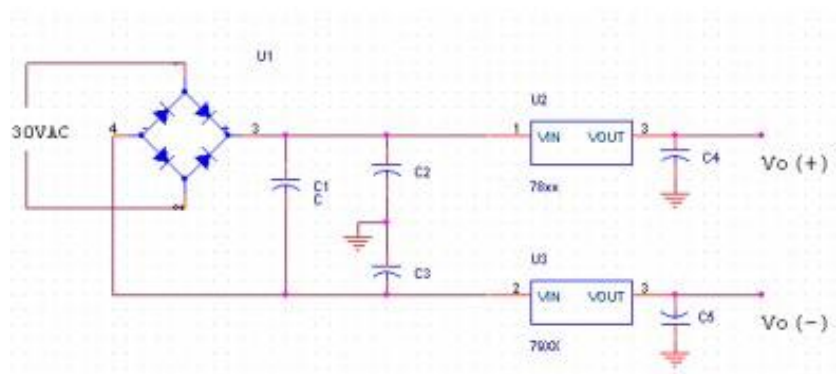 U1
30VAC
4
3
2
C1
C
C2
C3
U2
1
VIN
VOUT
3
78xx
C4
Vo (+)
U3
2
VIN
VOUT
3
79XX
C5
Vo (-)